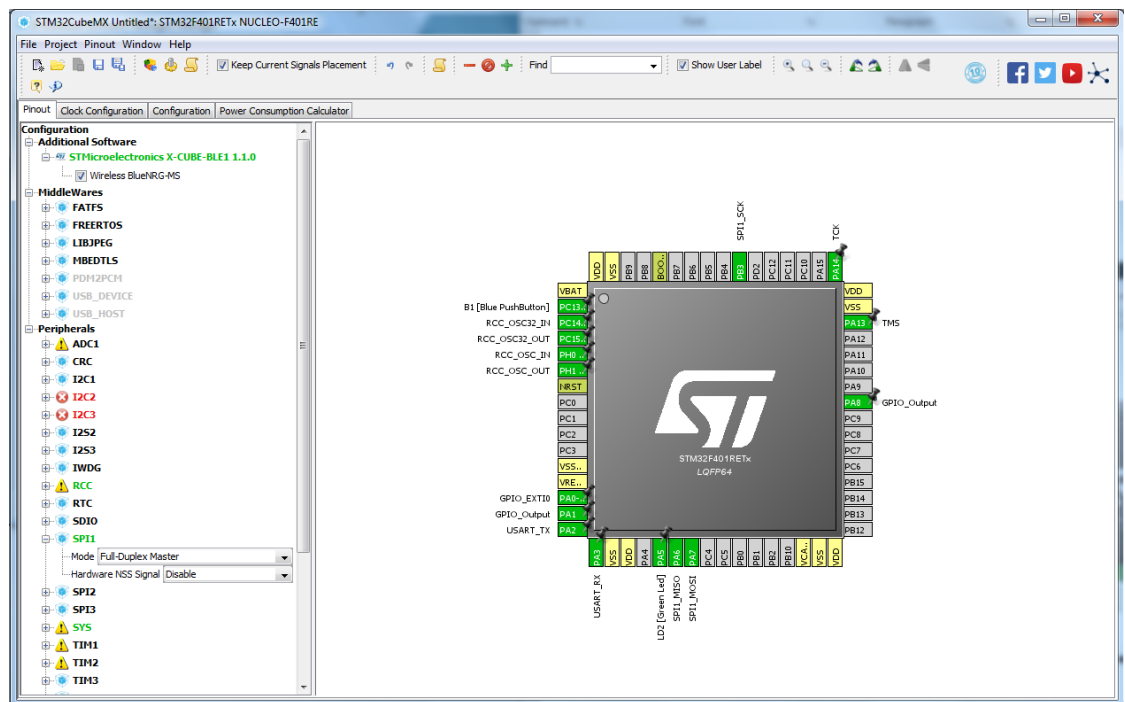 STM32CubeMX Untitled*: STM32F401RETx NUCLEO-F401RE
File Project Pinout Window Help
Keep Current Signals Placement
Find
Show User Label
Pinout
Clock Configuration
Configuration
Power Consumption Calculator
Configuration
Additional Software
STMicroelectronics X-CUBE-BLE1 1.1.0
Wireless BlueNRG-MS
MiddleWares
FATFS
FREERTOS
LIBJPEG
MBEDTLS
PDM2PCM
USB_DEVICE
USB_HOST
Peripherals
ADC1
CRC
I2C1
I2C2
I2C3
I2S2
I2S3
IWDG
RCC
RTC
SDIO
SPI1
Mode Full-Duplex Master
Hardware NSS Signal Disable
SPI2
SPI3
SYS
TIM1
TIM2
TIM3
SPI1_SCK
TCK
VDD
VSS
PB9
PB8
BOO..
PB7
PB6
PB5
PB4
PB3
PD2
PC12
PC11
PC10
PA15
PA14
VBAT
B1 [Blue PushButton] PC13..
RCC_OSC32_IN PC14..
RCC_OSC32_OUT PC15..
RCC_OSC_IN PH0 ..
RCC_OSC_OUT PH1 ..
NRST
PC0
PC1
PC2
PC3
VSS..
VRE..
GPIO_EXTI0 PA0-..
GPIO_Output PA1
USART_TX PA2
ST
STM32F401RETx
LQFP64
VDD
VSS
PA13 TMS
PA12
PA11
PA10
PA9
PA8 GPIO_Output
PC9
PC8
PC7
PC6
PB15
PB14
PB13
PB12
PA3
VSS
VDD
PA4
PA5
PA6
PA7
PC4
PC5
PB0
PB1
PB2
PB10
VCA..
VSS
VDD
USART_RX
LD2 [Green Led]
SPI1_MISO
SPI1_MOSI